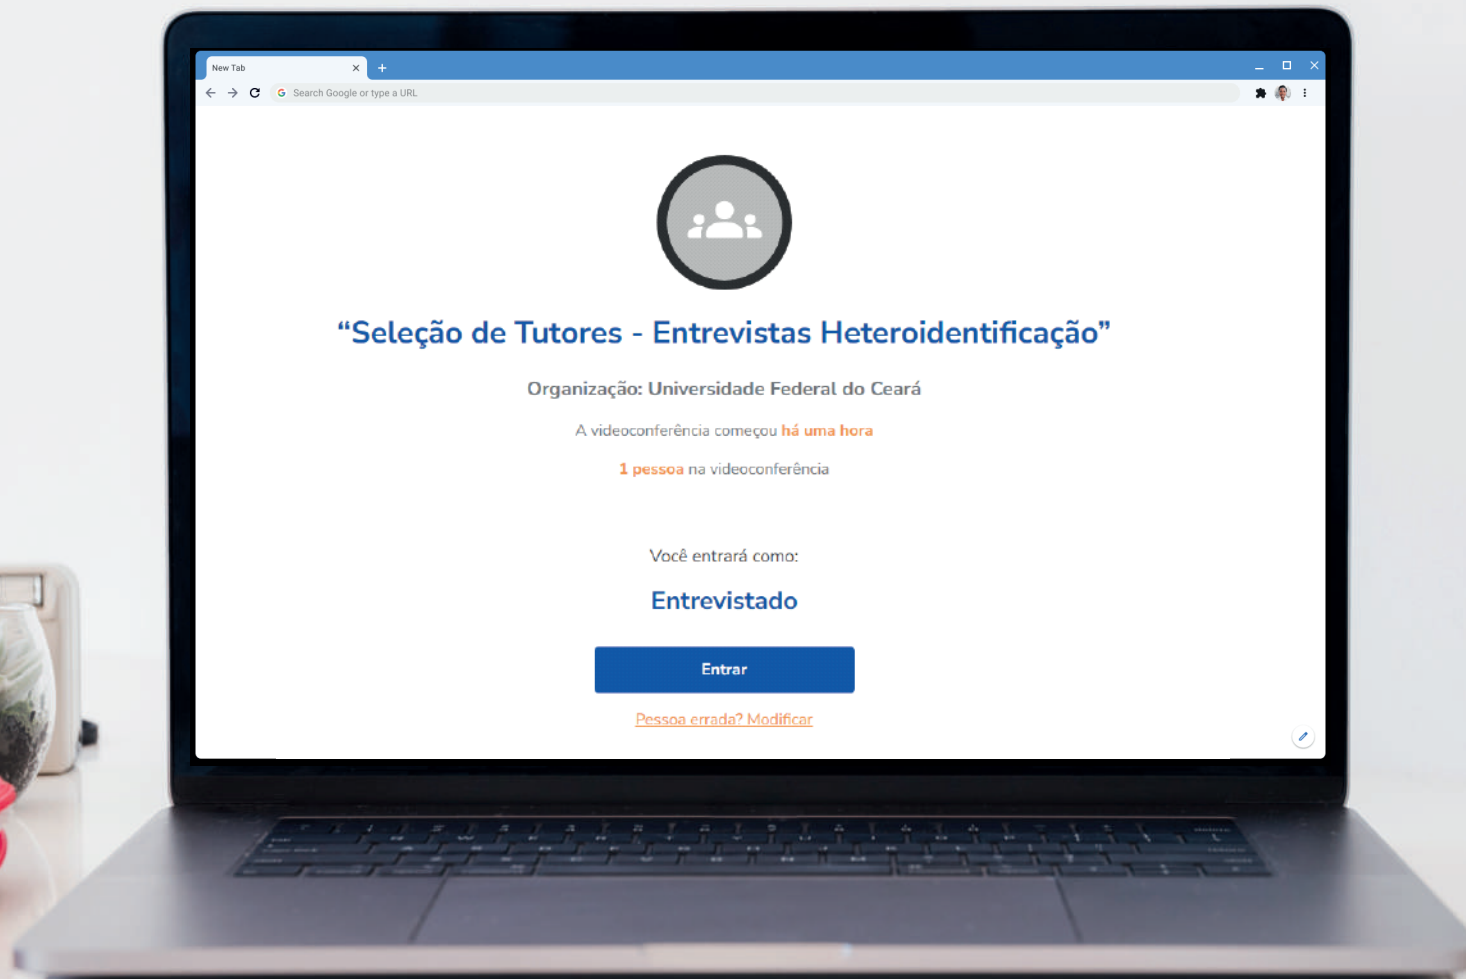 New Tab
Search Google or type a URL
“Seleção de Tutores - Entrevistas Heteroidentificação”
Organização: Universidade Federal do Ceará
A videoconferência começou há uma hora
1 pessoa na videoconferência
Você entrará como:
Entrevistado
Entrar
Pessoa errada? Modificar